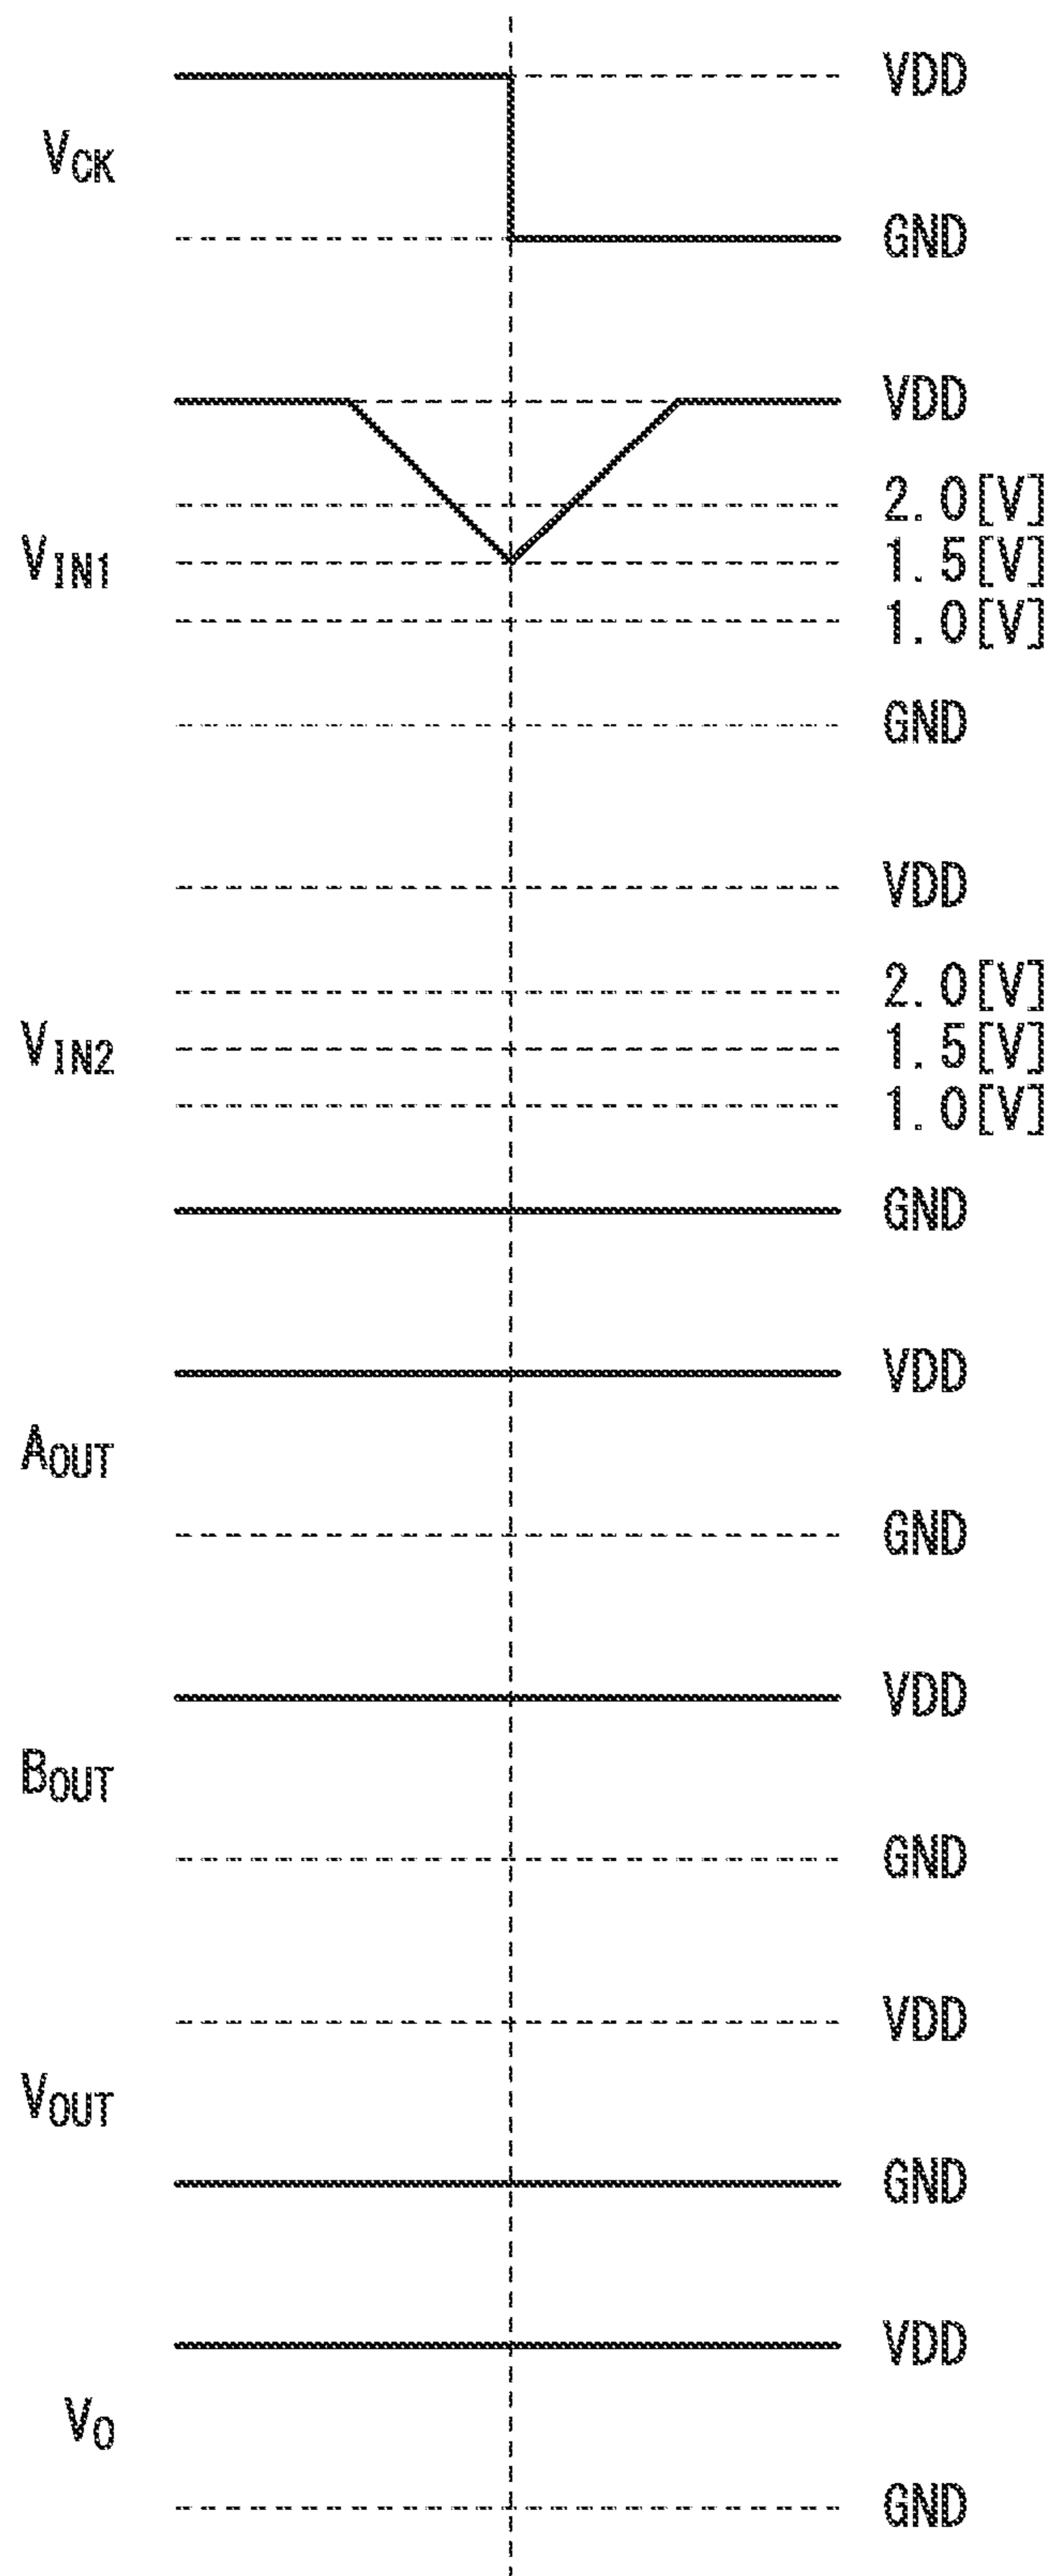 VDD
VCK
GND
VDD
2.0[V]
VIN1
1.5[V]
1.0[V]
GND
VDD
2.0[V]
VIN2
1.5[V]
1.0[V]
GND
VDD
AOUT
GND
VDD
BOUT
GND
VDD
VOUT
GND
VDD
VO
GND